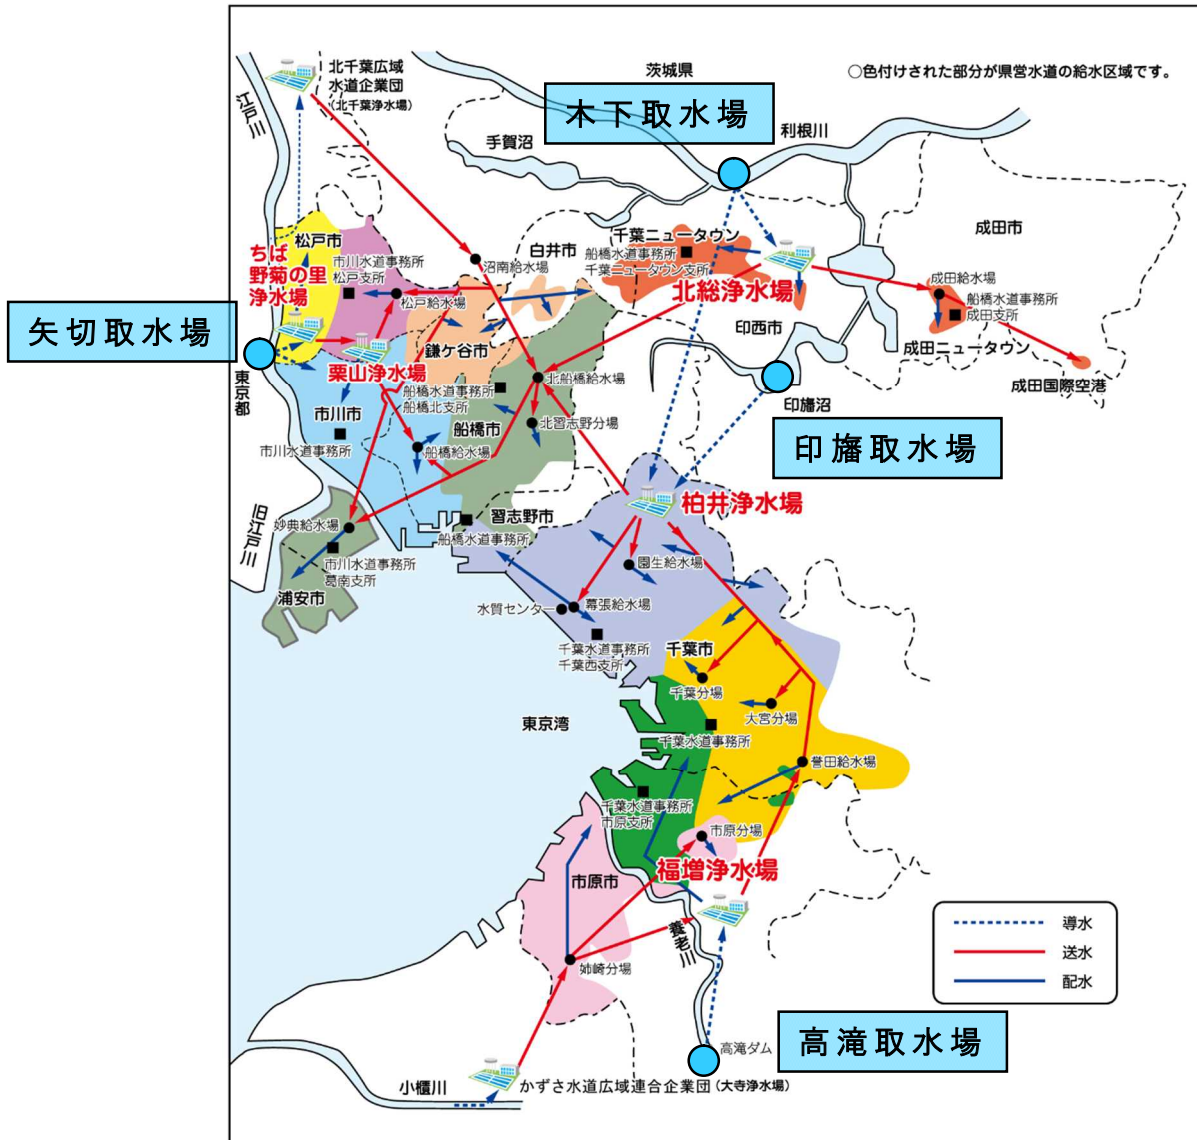 ○色付けされた部分が県営水道の給水区域です。
北千葉広域
水道企業団
(北千葉浄水場)
茨城県
木下取水場
利根川
江戸川
手賀沼
成田市
松戸市
白井市
千葉ニュータウン
船橋水道事務所
千葉ニュータウン支所
ちば
野菊の里
浄水場
市川水道事務所
松戸支所
沼南給水場
松戸給水場
北総浄水場
成田給水場
船橋水道事務所
成田支所
矢切取水場
印西市
成田ニュータウン
鎌ケ谷市
栗山浄水場
東京都
北船橋給水場
成田国際空港
船橋水道事務所
船橋北支所
印旛沼
市川市
船橋市
北習志野分場
市川水道事務所
船橋給水場
印旛取水場
柏井浄水場
旧江戸川
妙典給水場
習志野市
船橋水道事務所
市川水道事務所
葛南支所
園生給水場
浦安市
水質センター
幕張給水場
千葉水道事務所
千葉西支所
千葉市
千葉分場
大宮分場
東京湾
千葉水道事務所
誉田給水場
千葉水道事務所
市原支所
市原分場
福増浄水場
市原市
養老川
導水
送水
配水
姉崎分場
高滝取水場
高滝ダム
小櫃川
かずさ水道広域連合企業団(大寺浄水場)